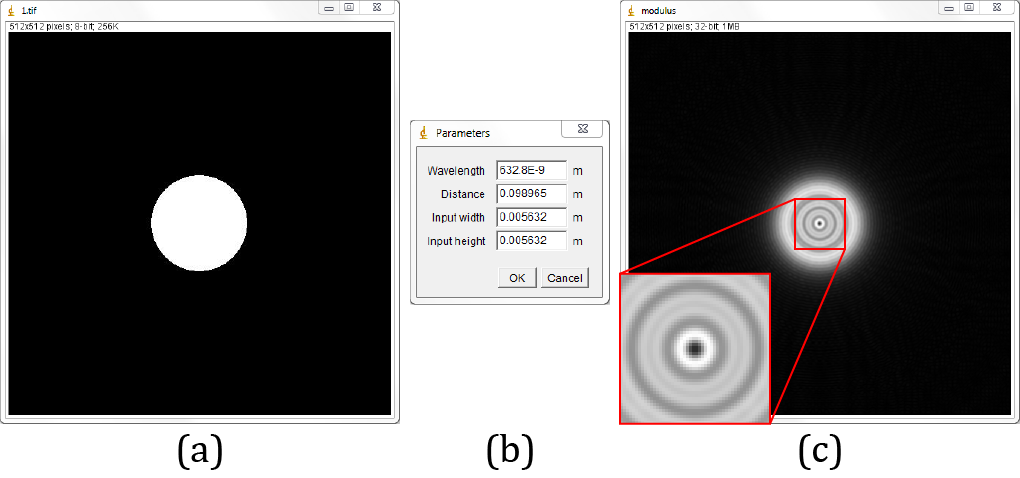 1.tif
512x512 pixels; 8-bit; 256K
(a)
Parameters
Wavelength 632.8E-9 m
Distance 0.098965 m
Input width 0.005632 m
Input height 0.005632 m
OK Cancel
(b)
modulus
512x512 pixels; 32-bit; 1MB
(c)